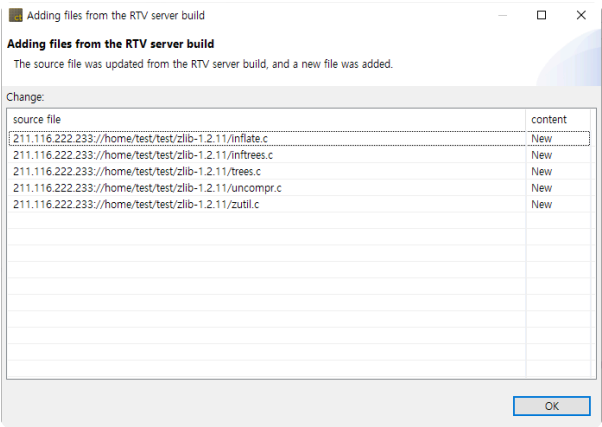 Adding files from the RTV server build
Adding files from the RTV server build
The source file was updated from the RTV server build, and a new file was added.
Change:
source file content
211.116.222.233://home/test/test/zlib-1.2.11/inflate.c New
211.116.222.233://home/test/test/zlib-1.2.11/inftrees.c New
211.116.222.233://home/test/test/zlib-1.2.11/trees.c New
211.116.222.233://home/test/test/zlib-1.2.11/uncompr.c New
211.116.222.233://home/test/test/zlib-1.2.11/zutil.c New
OK